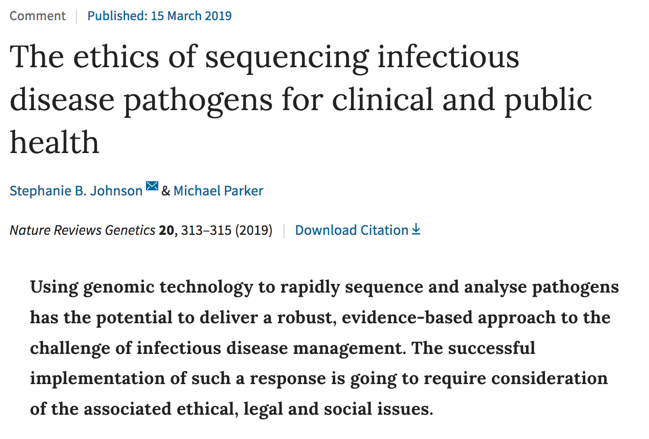 Comment | Published: 15 March 2019
The ethics of sequencing infectious
disease pathogens for clinical and public
health
Stephanie B. Johnson & Michael Parker
Nature Reviews Genetics 20, 313–315 (2019) | Download Citation
Using genomic technology to rapidly sequence and analyse pathogens
has the potential to deliver a robust, evidence-based approach to the
challenge of infectious disease management. The successful
implementation of such a response is going to require consideration
of the associated ethical, legal and social issues.